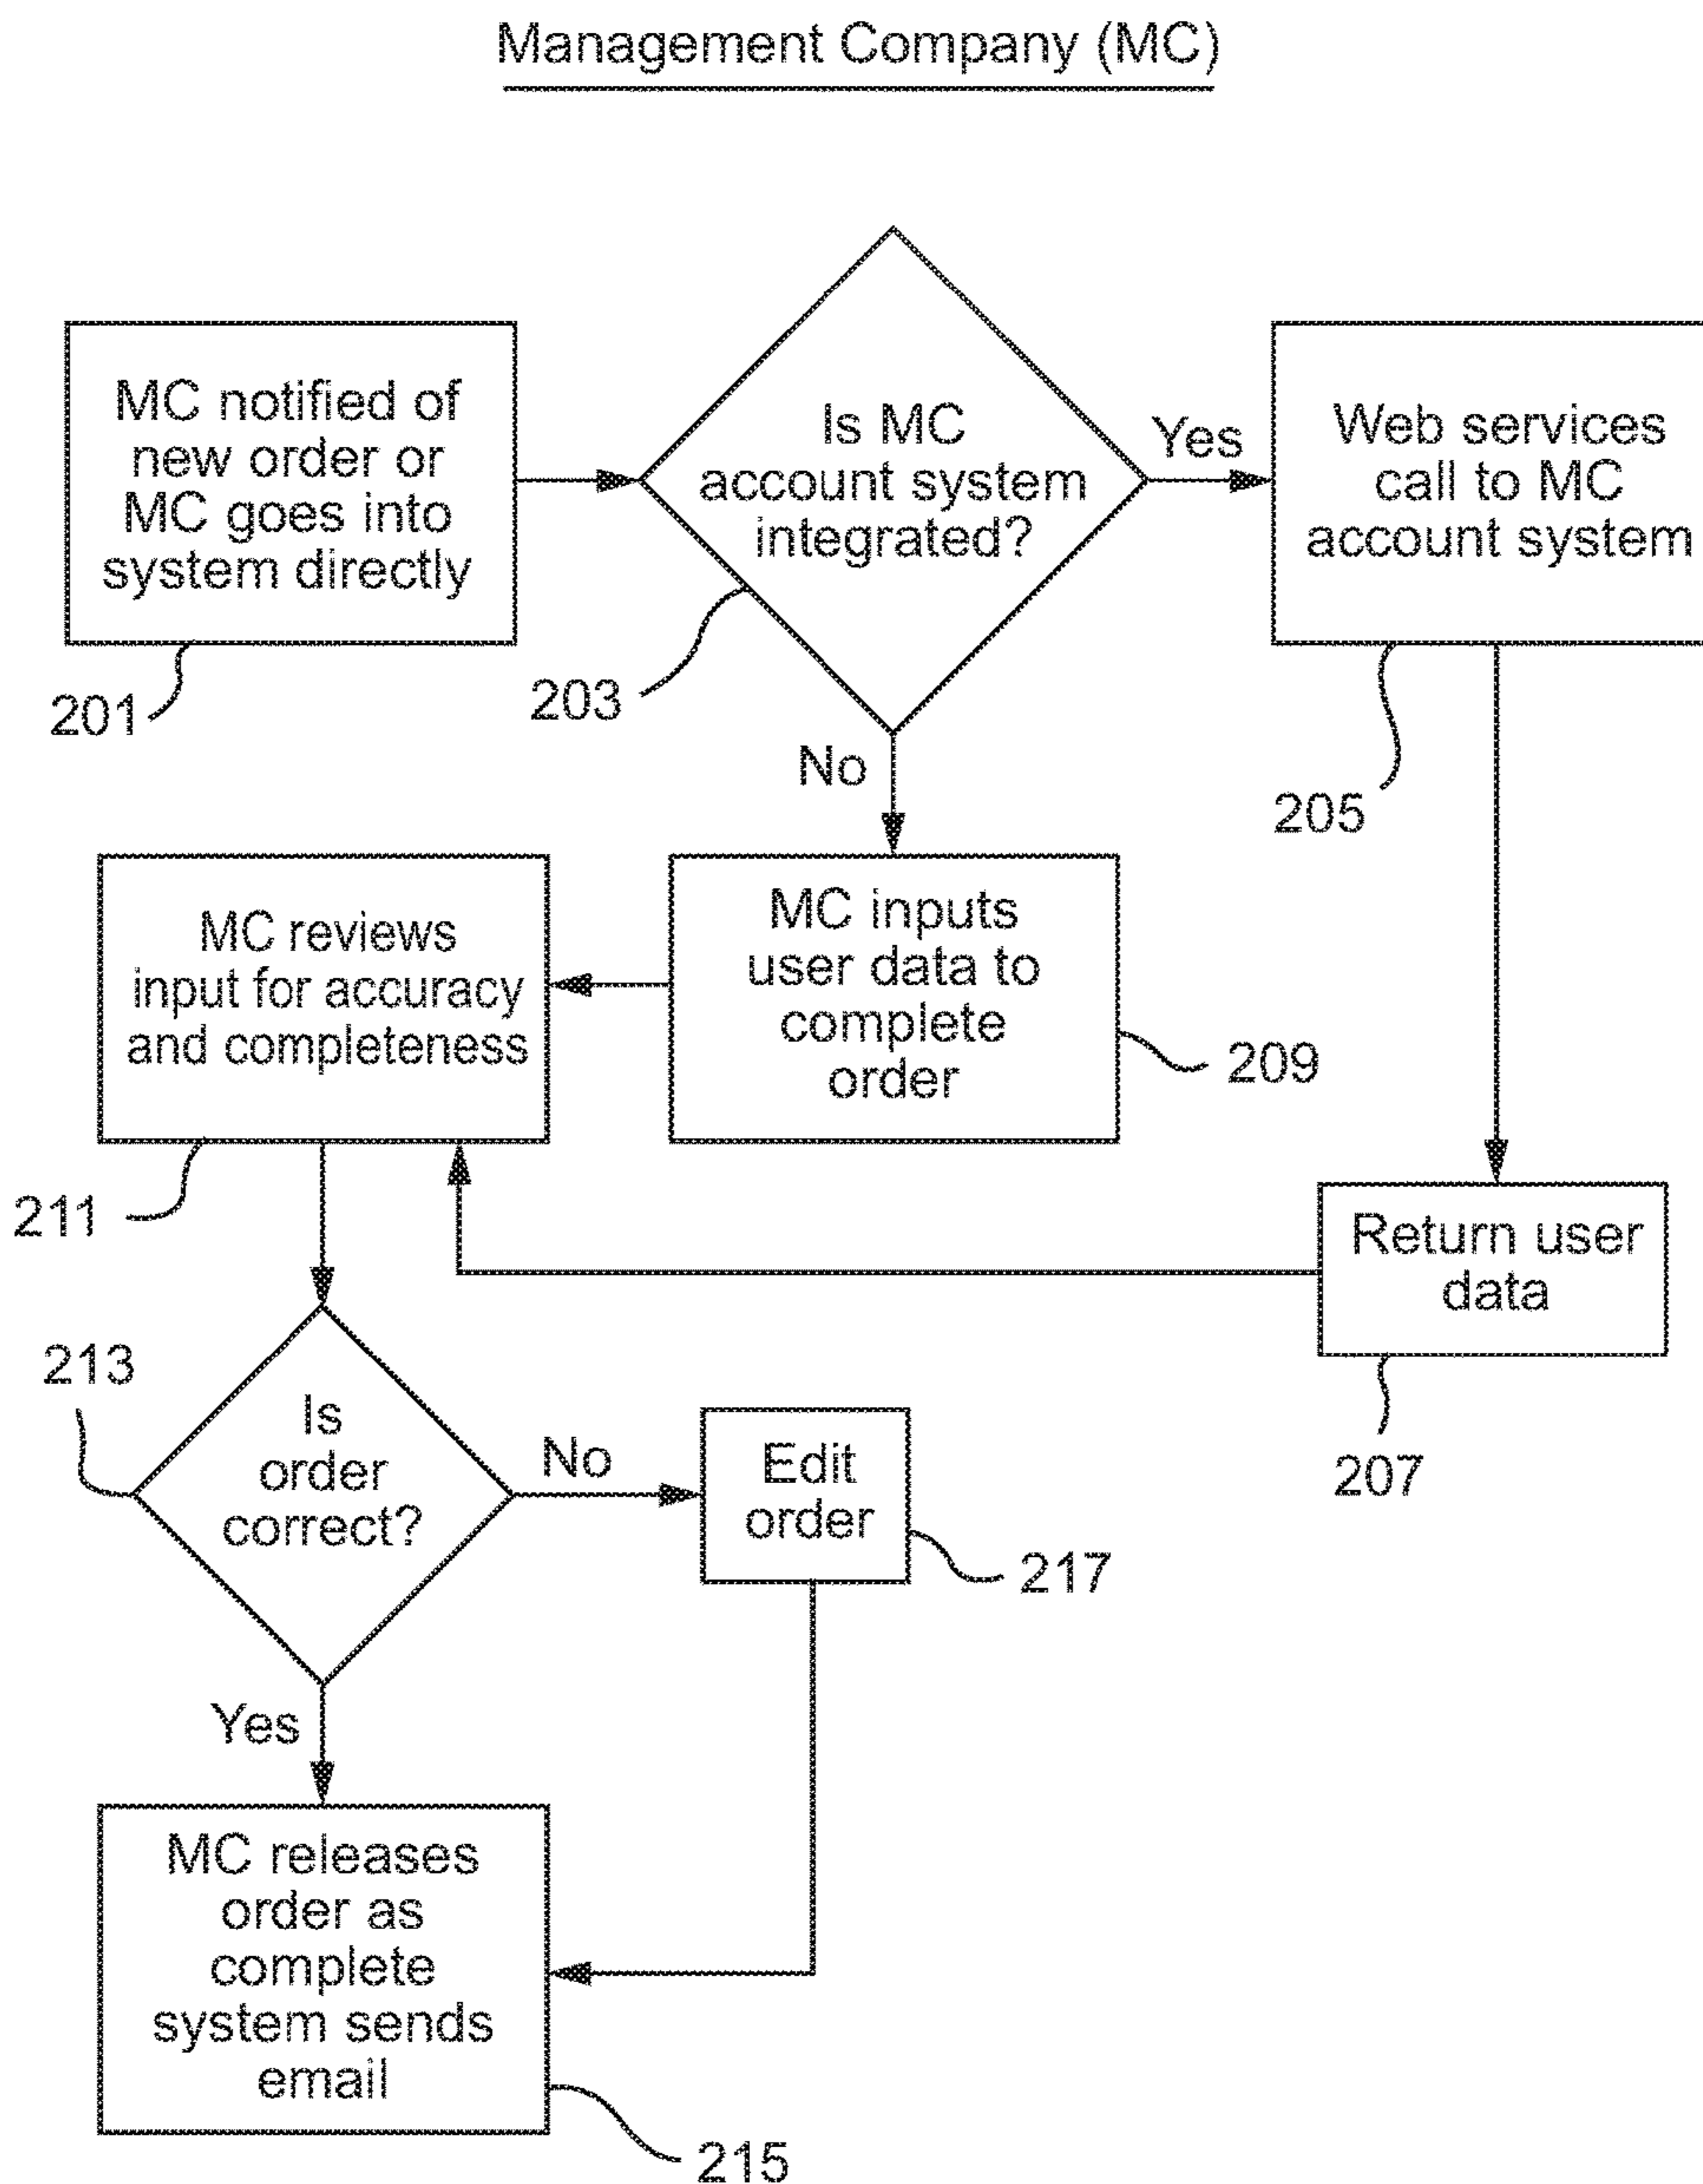 Management Company (MC)
MC notified of
new order or
MC goes into
system directly
201
Is MC
account system
integrated?
203
Yes
Web services
call to MC
account system
205
No
MC reviews
input for accuracy
and completeness
211
MC inputs
user data to
complete
order
209
Return user
data
207
213
Is
order
correct?
No
Edit
order
217
Yes
MC releases
order as
complete
system sends
email
215